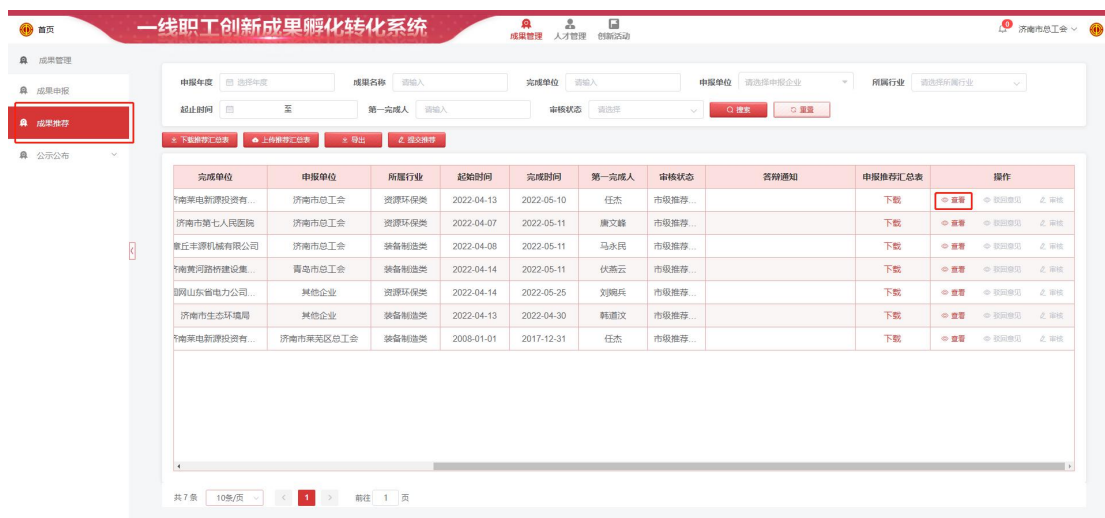 首页
一线职工创新成果孵化转化系统
成果管理 人才管理 创新活动
0 济南市总工会
成果管理
成果申报
成果推荐
公示公布
申报年度 选择年度 成果名称 请输入 完成单位 请输入 申报单位 请选择申报企业 所属行业 请选择所属行业
起止时间 至 第一完成人 请输入 审核状态 请选择 搜索 重置
下载推荐汇总表 上传推荐汇总表 导出 提交推荐
完成单位 申报单位 所属行业 起始时间 完成时间 第一完成人 审核状态 答辩通知 申报推荐汇总表 操作
济南莱电新源投资有... 济南市总工会 资源环保类 2022-04-13 2022-05-10 任杰 市级推荐... 下载 查看 驳回意见 审核
济南市第七人民医院 济南市总工会 资源环保类 2022-04-07 2022-05-11 唐文峰 市级推荐... 下载 查看 驳回意见 审核
章丘丰源机械有限公司 济南市总工会 装备制造类 2022-04-08 2022-05-11 马永民 市级推荐... 下载 查看 驳回意见 审核
济南黄河路桥建设集... 青岛市总工会 装备制造类 2022-04-14 2022-05-11 伏燕云 市级推荐... 下载 查看 驳回意见 审核
国网山东省电力公司... 其他企业 资源环保类 2022-04-14 2022-05-25 刘婉兵 市级推荐... 下载 查看 驳回意见 审核
济南市生态环境局 其他企业 装备制造类 2022-04-13 2022-04-30 韩道汶 市级推荐... 下载 查看 驳回意见 审核
济南莱电新源投资有... 济南市莱芜区总工会 装备制造类 2008-01-01 2017-12-31 任杰 市级推荐... 下载 查看 驳回意见 审核
共 7 条 10条/页 1 前往 1 页